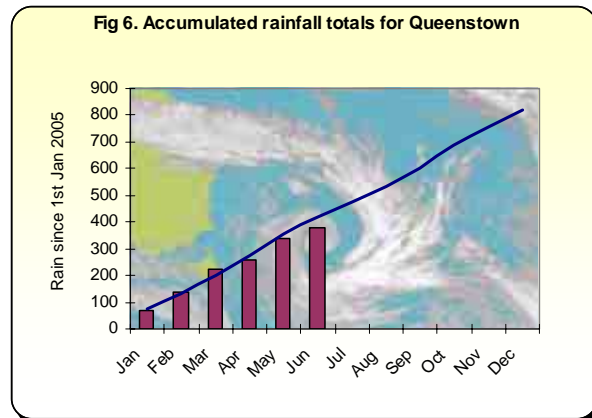 Fig 6. Accumulated rainfall totals for Queenstown
Rain since 1st Jan 2005
900
800
700
600
500
400
300
200
100
0
Jan
Feb
Mar
Apr
May
Jun
Jul
Aug
Sep
Oct
Nov
Dec